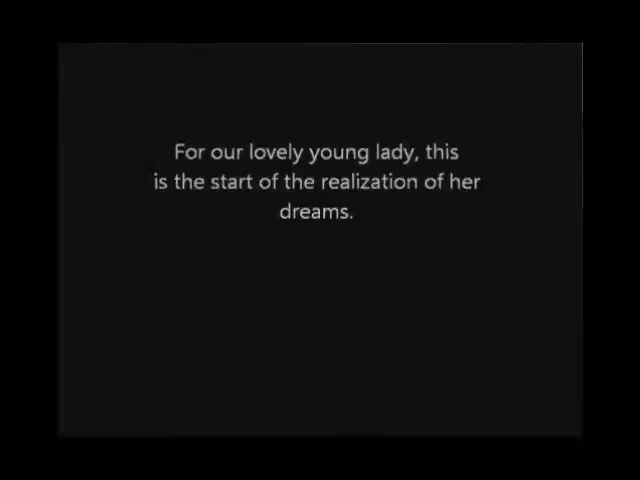 For our lovely young lady, this
is the start of the realization of her
dreams.